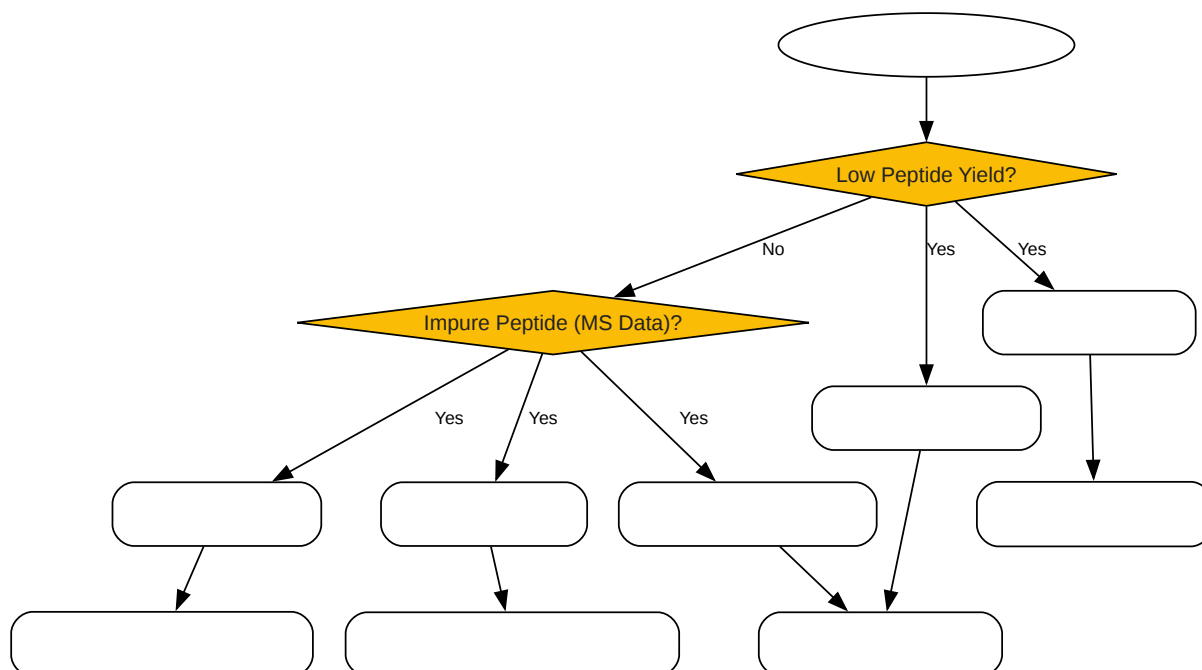 Low Peptide Yield?
No
Yes
Yes
Impure Peptide (MS Data)?
Yes
Yes
Yes